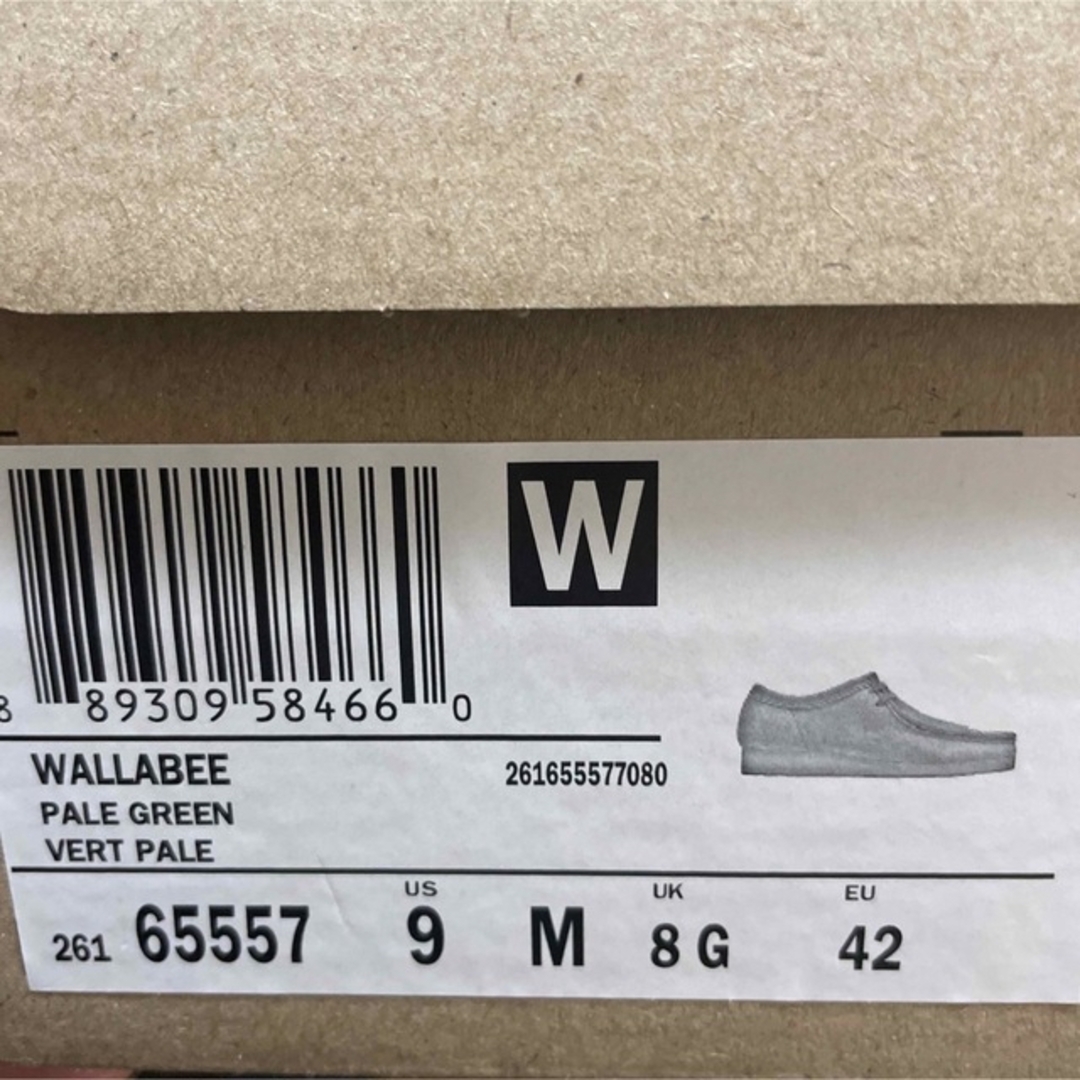 W
8 89309 58466 0
WALLABEE
261655577080
PALE GREEN
VERT PALE
US UK EU
261 65557 9 M 8 G 42